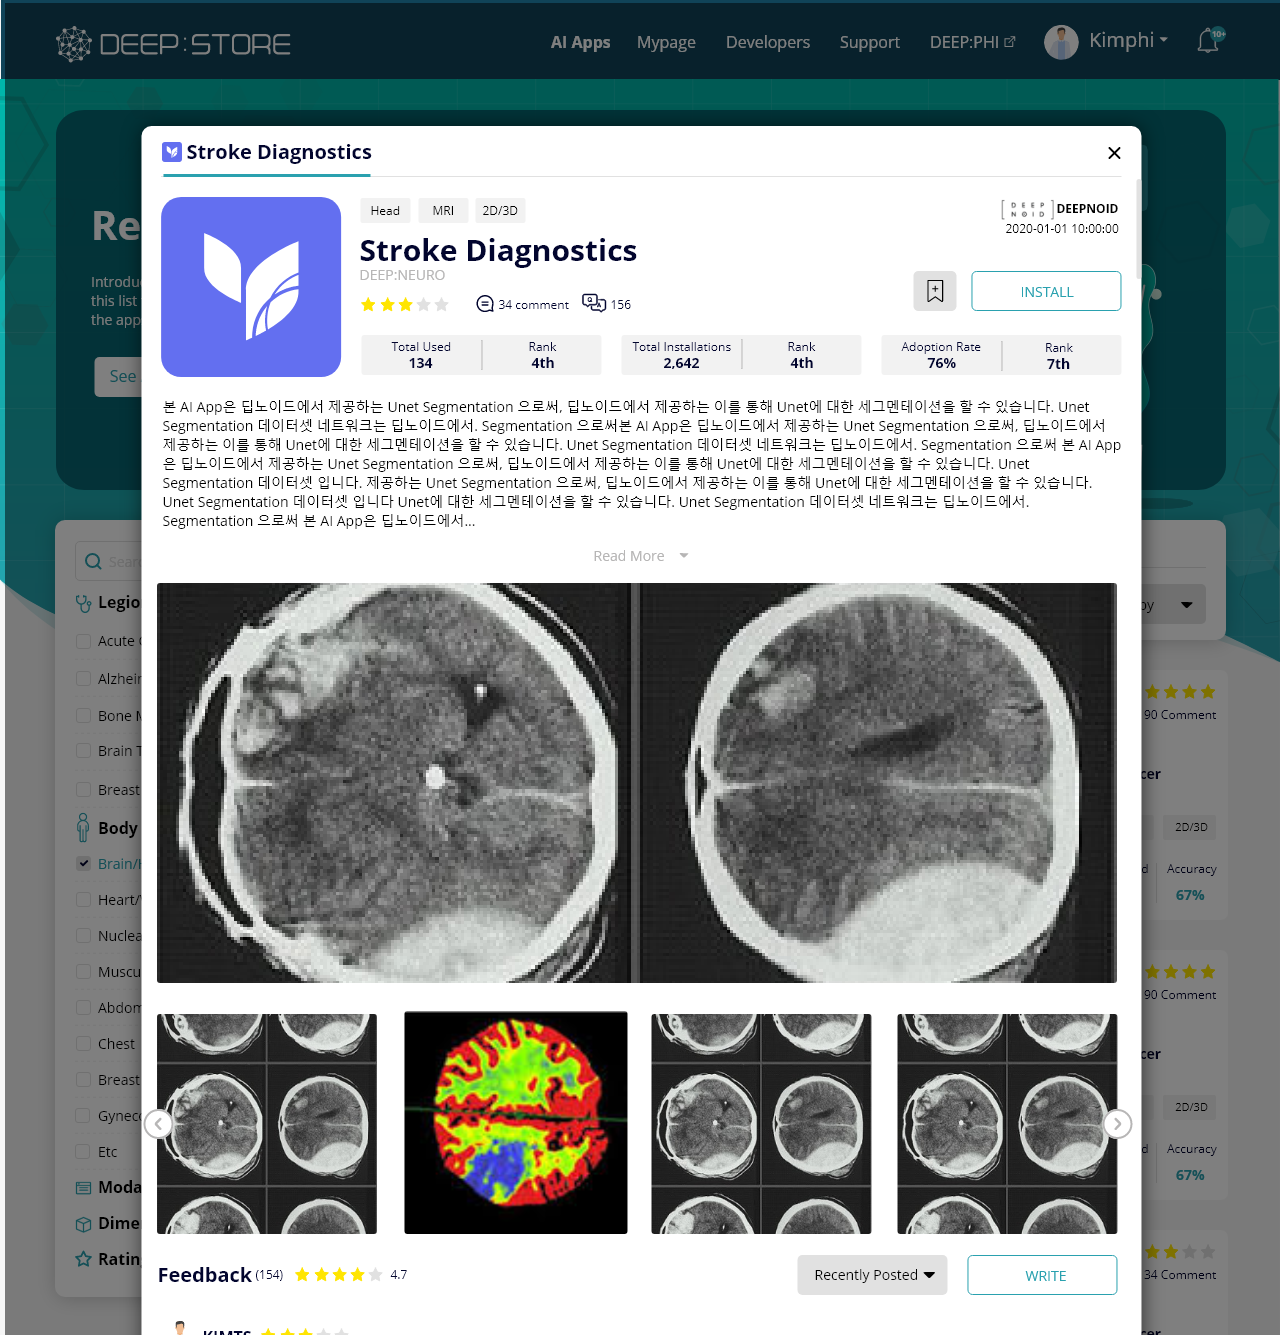 DEEP:STORE
AI Apps
Mypage
Developers
Support
DEEP:PHI
Kimphi
10+
Stroke Diagnostics
Head
MRI
2D/3D
DEEP NOID
DEEPNOID
2020-01-01 10:00:00
Stroke Diagnostics
DEEP:NEURO
34 comment
156
INSTALL
Total Used
134
Rank
4th
Total Installations
2,642
Rank
4th
Adoption Rate
76%
Rank
7th
본 AI App은 딥노이드에서 제공하는 Unet Segmentation 으로써, 딥노이드에서 제공하는 이를 통해 Unet에 대한 세그멘테이션을 할 수 있습니다. Unet
Segmentation 데이터셋 네트워크는 딥노이드에서. Segmentation 으로써본 AI App은 딥노이드에서 제공하는 Unet Segmentation 으로써, 딥노이드에서
제공하는 이를 통해 Unet에 대한 세그멘테이션을 할 수 있습니다. Unet Segmentation 데이터셋 네트워크는 딥노이드에서. Segmentation 으로써 본 AI App
은 딥노이드에서 제공하는 Unet Segmentation 으로써, 딥노이드에서 제공하는 이를 통해 Unet에 대한 세그멘테이션을 할 수 있습니다. Unet
Segmentation 데이터셋 입니다. 제공하는 Unet Segmentation 으로써, 딥노이드에서 제공하는 이를 통해 Unet에 대한 세그멘테이션을 할 수 있습니다.
Unet Segmentation 데이터셋 입니다 Unet에 대한 세그멘테이션을 할 수 있습니다. Unet Segmentation 데이터셋 네트워크는 딥노이드에서.
Segmentation 으로써 본 AI App은 딥노이드에서...
Read More
Feedback (154)
4.7
Recently Posted
WRITE
KIMTS
Re
Introduc
this list
the app
See
Sear
Legio
Acute
Alzhei
Bone M
Brain T
Breast
Body
Brain/H
Heart/
Nuclea
Muscu
Abdom
Chest
Breast
Gynec
Etc
Moda
Dime
Ratin
by
90 Comment
cer
2D/3D
d
Accuracy
67%
90 Comment
cer
2D/3D
d
Accuracy
67%
34 Comment
cer